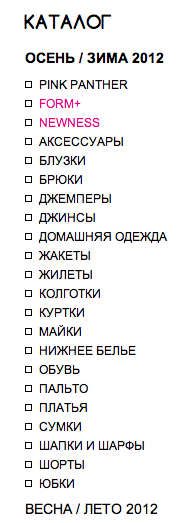 КАТАЛОГ
ОСЕНЬ / ЗИМА 2012
PINK PANTHER
FORM+
NEWNESS
АКСЕССУАРЫ
БЛУЗКИ
БРЮКИ
ДЖЕМПЕРЫ
ДЖИНСЫ
ДОМАШНЯЯ ОДЕЖДА
ЖАКЕТЫ
ЖИЛЕТЫ
КОЛГОТКИ
КУРТКИ
МАЙКИ
НИЖНЕЕ БЕЛЬЕ
ОБУВЬ
ПАЛЬТО
ПЛАТЬЯ
СУМКИ
ШАПКИ И ШАРФЫ
ШОРТЫ
ЮБКИ
ВЕСНА / ЛЕТО 2012